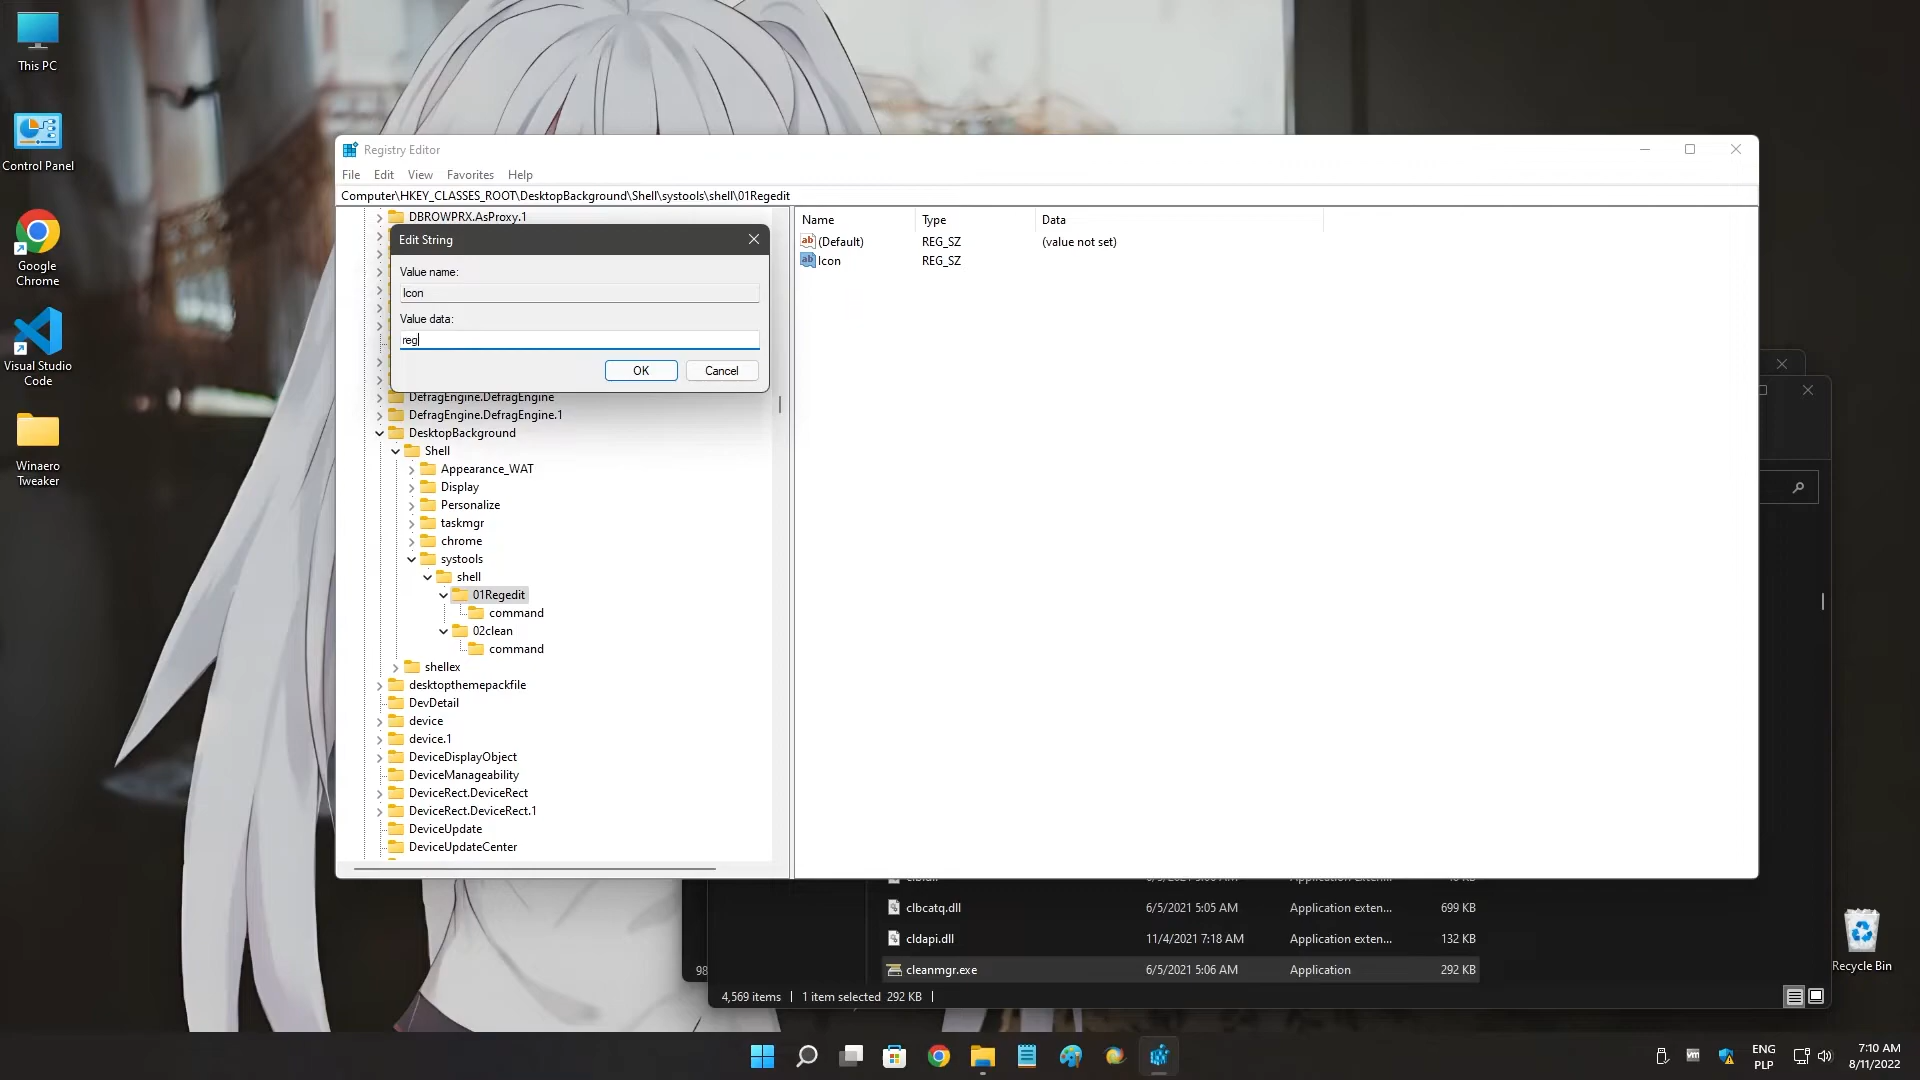 This PC
Control Panel
Google
Chrome
Visual Studio
Code
Winaero
Tweaker
Registry Editor
File Edit View Favorites Help
Computer\HKEY_CLASSES_ROOT\DesktopBackground\Shell\systools\shell\01Regedit
DBROWPRX.AsProxy.1
Edit String
Value name:
Icon
Value data:
reg
OK Cancel
DefragEngine.DefragEngine
DefragEngine.DefragEngine.1
DesktopBackground
Shell
Appearance_WAT
Display
Personalize
taskmgr
chrome
systools
shell
01Regedit
command
02clean
command
shellex
desktopthemepackfile
DevDetail
device
device.1
DeviceDisplayObject
DeviceManageability
DeviceRect.DeviceRect
DeviceRect.DeviceRect.1
DeviceUpdate
DeviceUpdateCenter
Name Type Data
(Default) REG_SZ (value not set)
Icon REG_SZ
clbcatq.dll 6/5/2021 5:05 AM Application exten... 699 KB
cldapi.dll 11/4/2021 7:18 AM Application exten... 132 KB
cleanmgr.exe 6/5/2021 5:06 AM Application 292 KB
98
4,569 items 1 item selected 292 KB
Recycle Bin
ENG
PLP
7:10 AM
8/11/2022